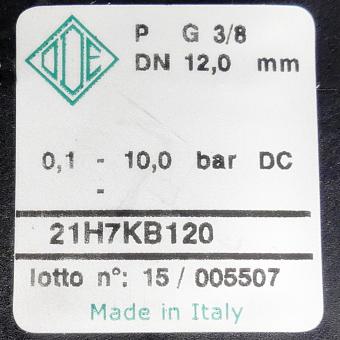 ODE
P G 3/8
DN 12,0 mm
0,1 - 10,0 bar DC
-
21H7KB120
lotto n°: 15 / 005507
Made in Italy